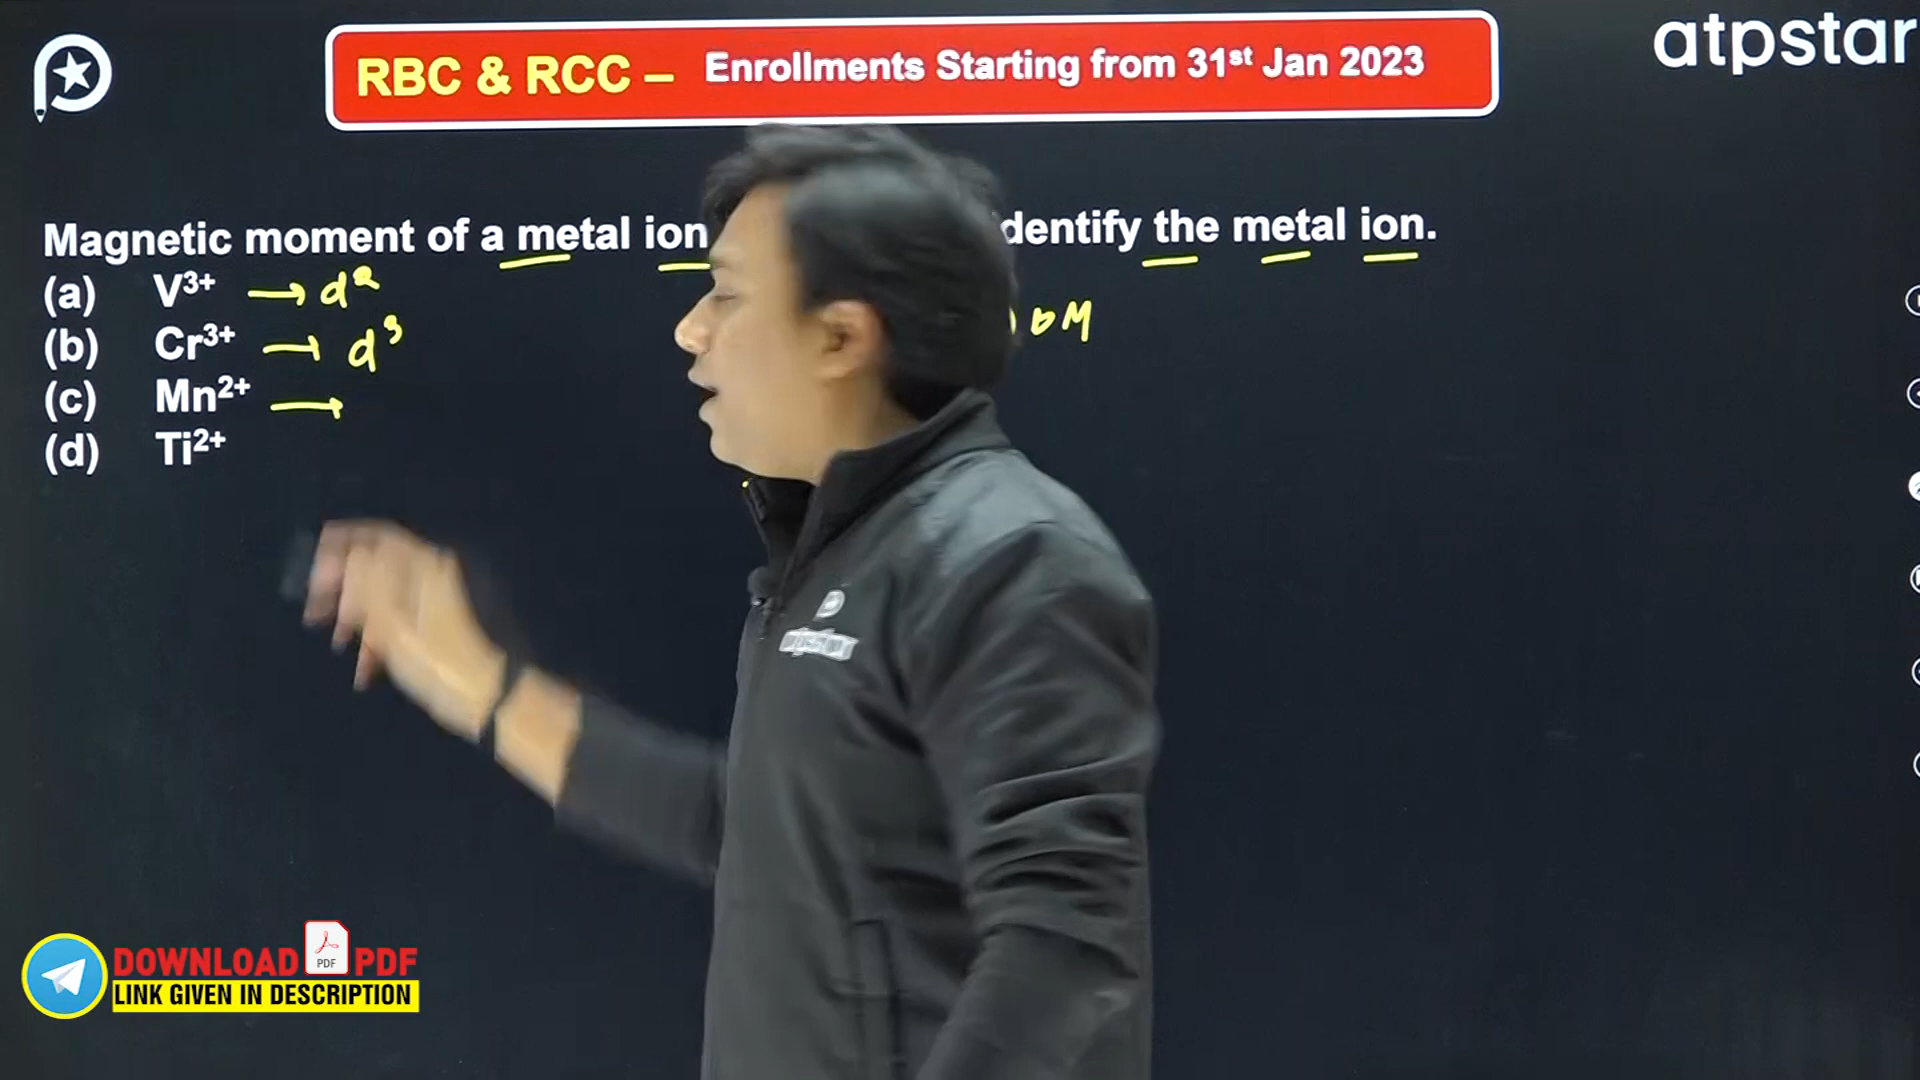 atpstar
RBC & RCC – Enrollments Starting from 31st Jan 2023
Magnetic moment of a metal ion dentify the metal ion.
(a) V³⁺ → d²
(b) Cr³⁺ → d³
BM
(c) Mn²⁺ →
(d) Ti²⁺
atpstar
DOWNLOAD PDF PDF
LINK GIVEN IN DESCRIPTION